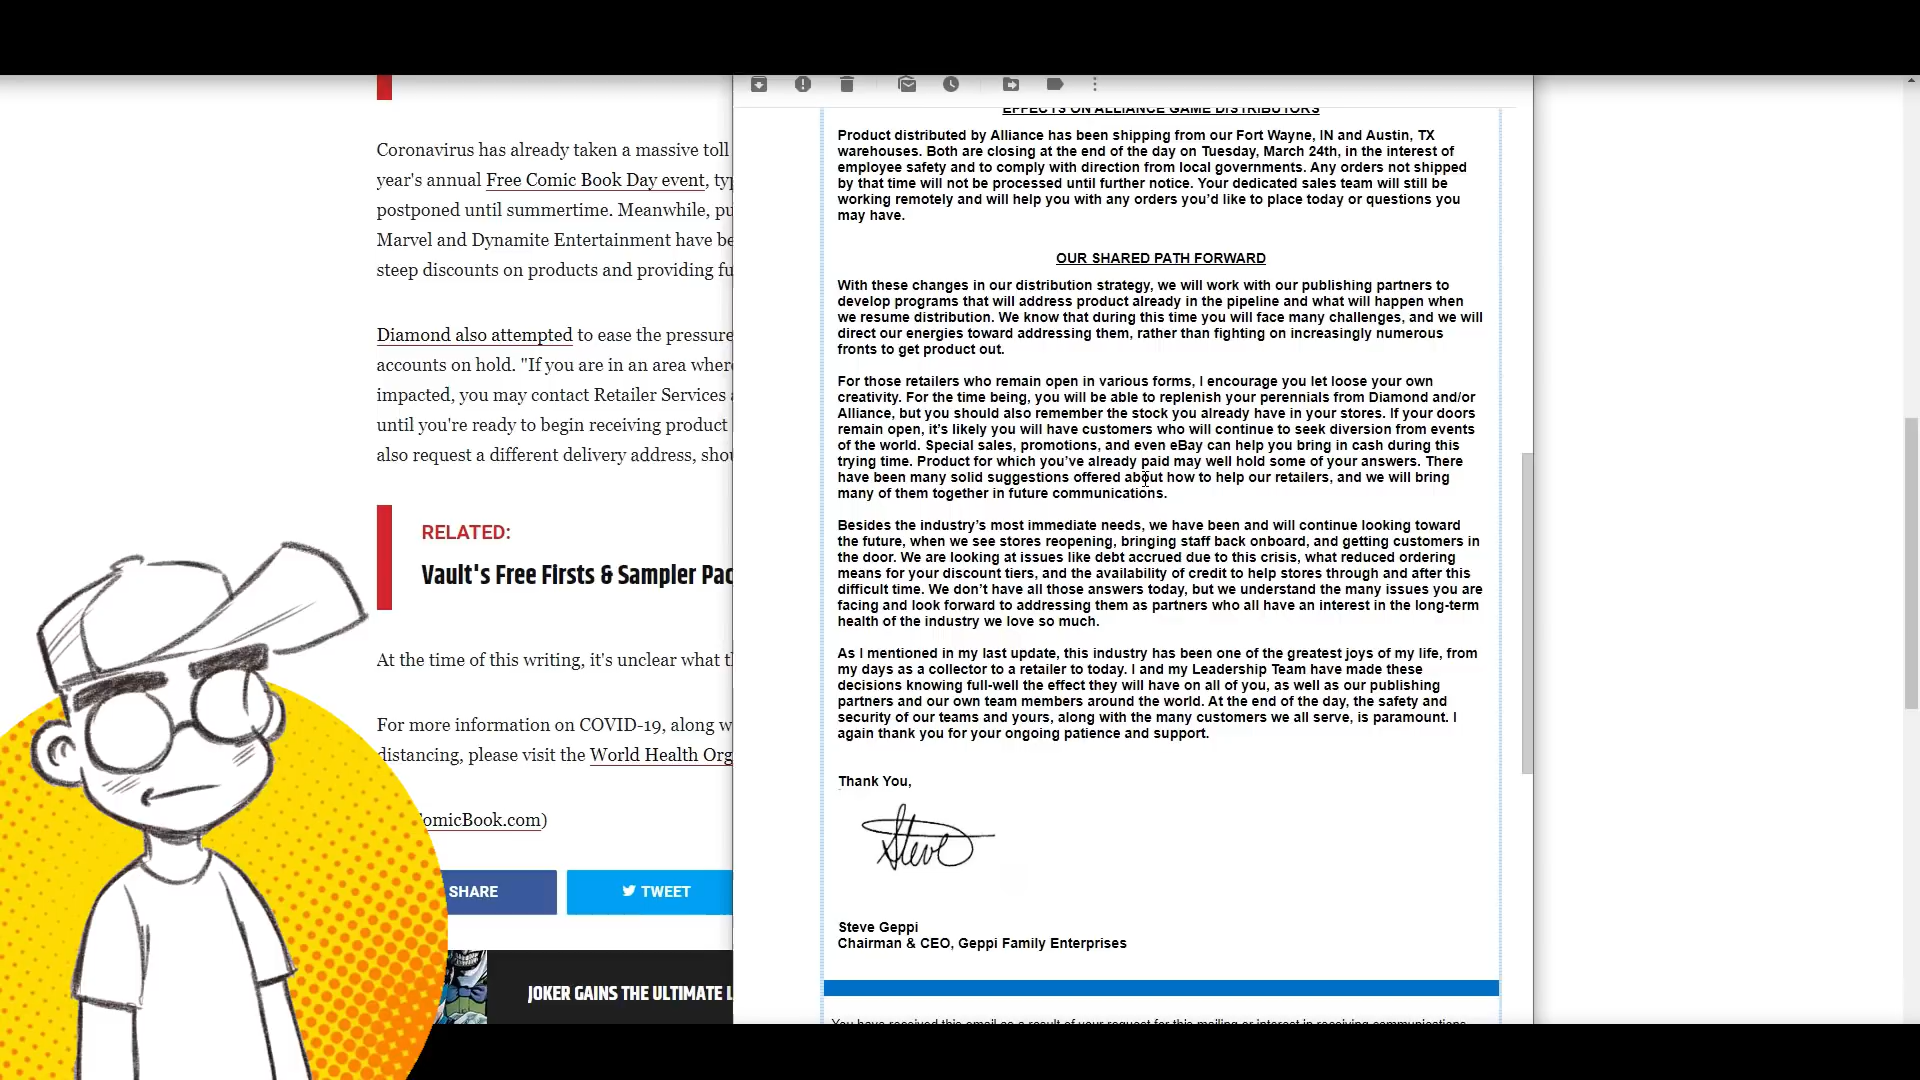 Coronavirus has already taken a massive toll
year's annual Free Comic Book Day event,
postponed until summertime. Meanwhile,
Marvel and Dynamite Entertainment have
steep discounts on products and providing
Diamond also attempted to ease the pressure
accounts on hold. "If you are in an area
impacted, you may contact Retailer Services
until you're ready to begin receiving product
also request a different delivery address,
RELATED:
Vault's Free Firsts & Sampler
At the time of this writing, it's unclear what
For more information on COVID-19, along
distancing, please visit the World Health
omicBook.com)
SHARE
TWEET
JOKER GAINS THE ULTIMATE
EFFECTS ON ALLIANCE GAME DISTRIBUTORS
Product distributed by Alliance has been shipping from our Fort Wayne, IN and Austin, TX
warehouses. Both are closing at the end of the day on Tuesday, March 24th, in the interest of
employee safety and to comply with direction from local governments. Any orders not shipped
by that time will not be processed until further notice. Your dedicated sales team will still be
working remotely and will help you with any orders you’d like to place today or questions you
may have.
OUR SHARED PATH FORWARD
With these changes in our distribution strategy, we will work with our publishing partners to
develop programs that will address product already in the pipeline and what will happen when
we resume distribution. We know that during this time you will face many challenges, and we will
direct our energies toward addressing them, rather than fighting on increasingly numerous
fronts to get product out.
For those retailers who remain open in various forms, I encourage you let loose your own
creativity. For the time being, you will be able to replenish your perennials from Diamond and/or
Alliance, but you should also remember the stock you already have in your stores. If your doors
remain open, it’s likely you will have customers who will continue to seek diversion from events
of the world. Special sales, promotions, and even eBay can help you bring in cash during this
trying time. Product for which you’ve already paid may well hold some of your answers. There
have been many solid suggestions offered about how to help our retailers, and we will bring
many of them together in future communications.
Besides the industry’s most immediate needs, we have been and will continue looking toward
the future, when we see stores reopening, bringing staff back onboard, and getting customers in
the door. We are looking at issues like debt accrued due to this crisis, what reduced ordering
means for your discount tiers, and the availability of credit to help stores through and after this
difficult time. We don’t have all those answers today, but we understand the many issues you are
facing and look forward to addressing them as partners who all have an interest in the long-term
health of the industry we love so much.
As I mentioned in my last update, this industry has been one of the greatest joys of my life, from
my days as a collector to a retailer to today. I and my Leadership Team have made these
decisions knowing full-well the effect they will have on all of you, as well as our publishing
partners and our own team members around the world. At the end of the day, the safety and
security of our teams and yours, along with the many customers we all serve, is paramount. I
again thank you for your ongoing patience and support.
Thank You,
Steve
Steve Geppi
Chairman & CEO, Geppi Family Enterprises
You have received this email as a result of your request for this mailing or interest in receiving communications